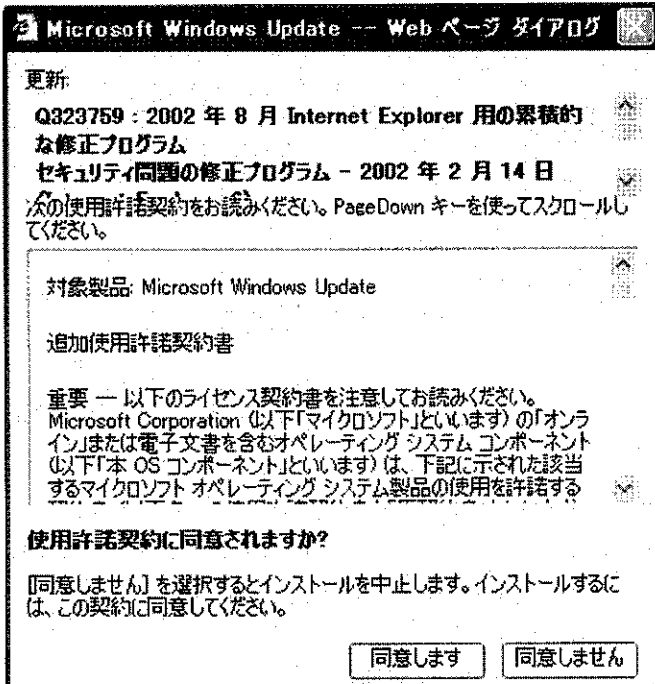 Microsoft Windows Update -- Web ページ ダイアログ
更新:
Q323759 : 2002 年 8 月 Internet Explorer 用の累積的
な修正プログラム
セキュリティ問題の修正プログラム - 2002 年 2 月 14 日
次の使用許諾契約をお読みください。PageDown キーを使ってスクロールし
てください。
対象製品: Microsoft Windows Update
追加使用許諾契約書
重要 — 以下のライセンス契約書を注意してお読みください。
Microsoft Corporation (以下「マイクロソフト」といいます) の「オンラ
イン」または電子文書を含むオペレーティング システム コンポーネント
(以下「本 OS コンポーネント」といいます) は、下記に示された該当
するマイクロソフト オペレーティング システム製品の使用を許諾する
使用許諾契約に同意されますか?
[同意しません] を選択するとインストールを中止します。インストールするに
は、この契約に同意してください。
同意します 同意しません